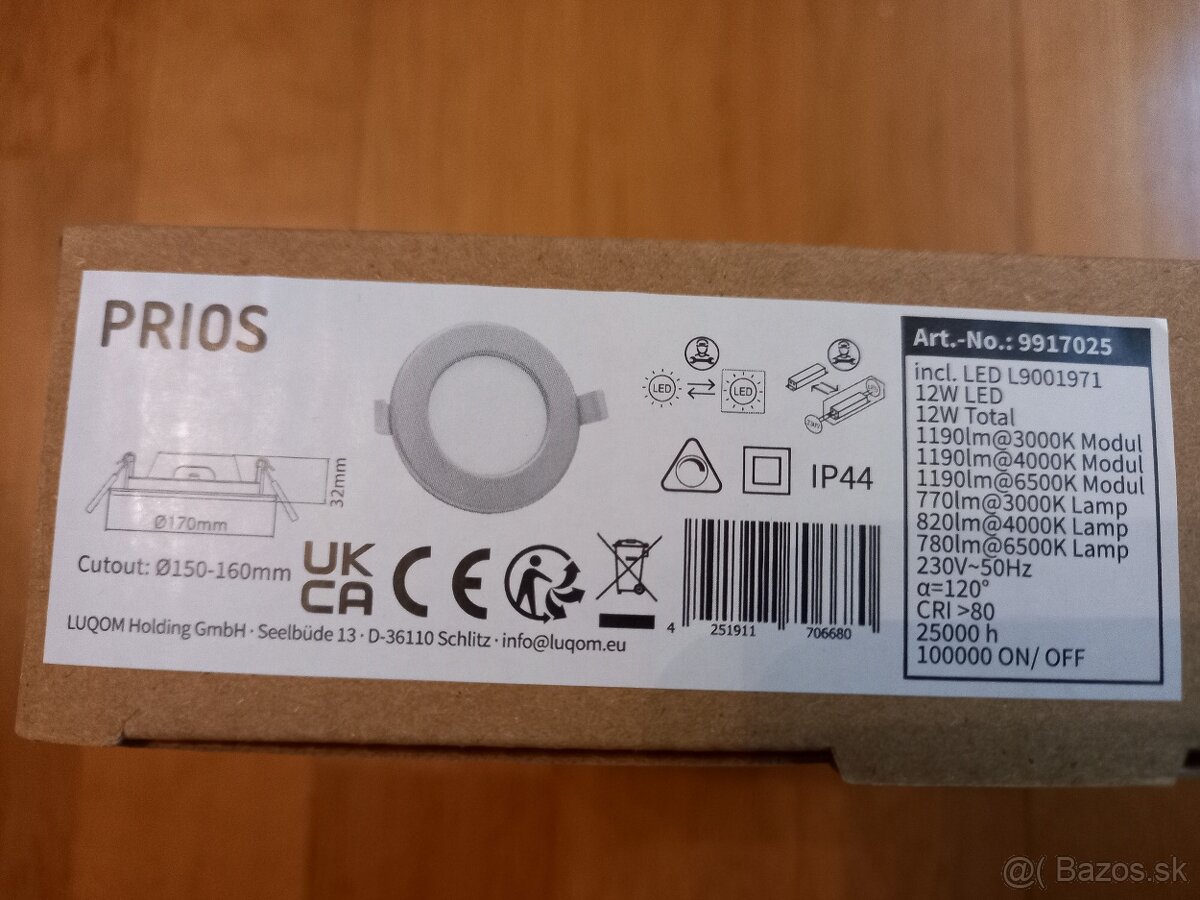 PRIOS
32mm
Ø170mm
Cutout: Ø150-160mm
UK
CA
CE
LUQOM Holding GmbH · Seelbüde 13 · D-36110 Schlitz · info@luqom.eu
LED
LED
IP44
4 251911 706680
Art.-No.: 9917025
incl. LED L9001971
12W LED
12W Total
1190lm@3000K Modul
1190lm@4000K Modul
1190lm@6500K Modul
770lm@3000K Lamp
820lm@4000K Lamp
780lm@6500K Lamp
230V~50Hz
α=120°
CRI >80
25000 h
100000 ON/ OFF
@( Bazos.sk